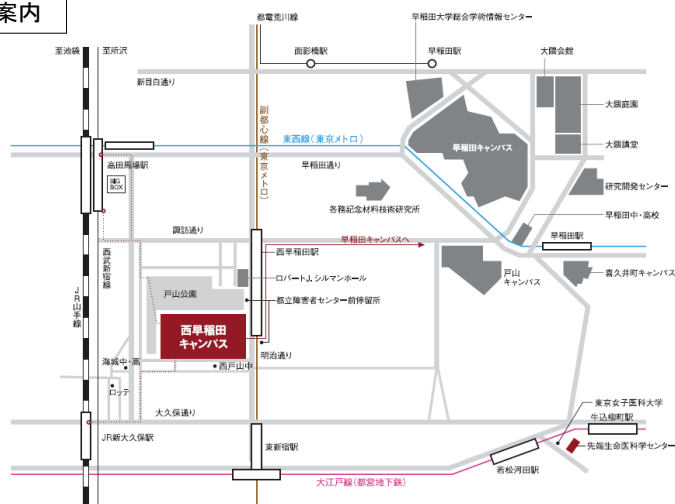 案内
都電荒川線
早稲田大学総合学術情報センター
至池袋
至所沢
面影橋駅
早稲田駅
大隈会館
新目白通り
大隈庭園
副都心線(東京メトロ)
東西線(東京メトロ)
早稲田キャンパス
大隈講堂
高田馬場駅
早稲田通り
BIG
BOX
研究開発センター
各務記念材料技術研究所
早稲田中・高校
諏訪通り
早稲田キャンパスへ
早稲田駅
西武新宿線
西早稲田駅
戸山
キャンパス
喜久井町キャンパス
ロバートJ.シルマンホール
JR山手線
戸山公園
都立障害者センター前停留所
西早稲田
キャンパス
明治通り
海城中・高
西戸山中
ロッテ
大久保通り
東京女子医科大学
牛込柳町駅
JR新大久保駅
東新宿駅
先端生命医科学センター
若松河田駅
大江戸線(都営地下鉄)